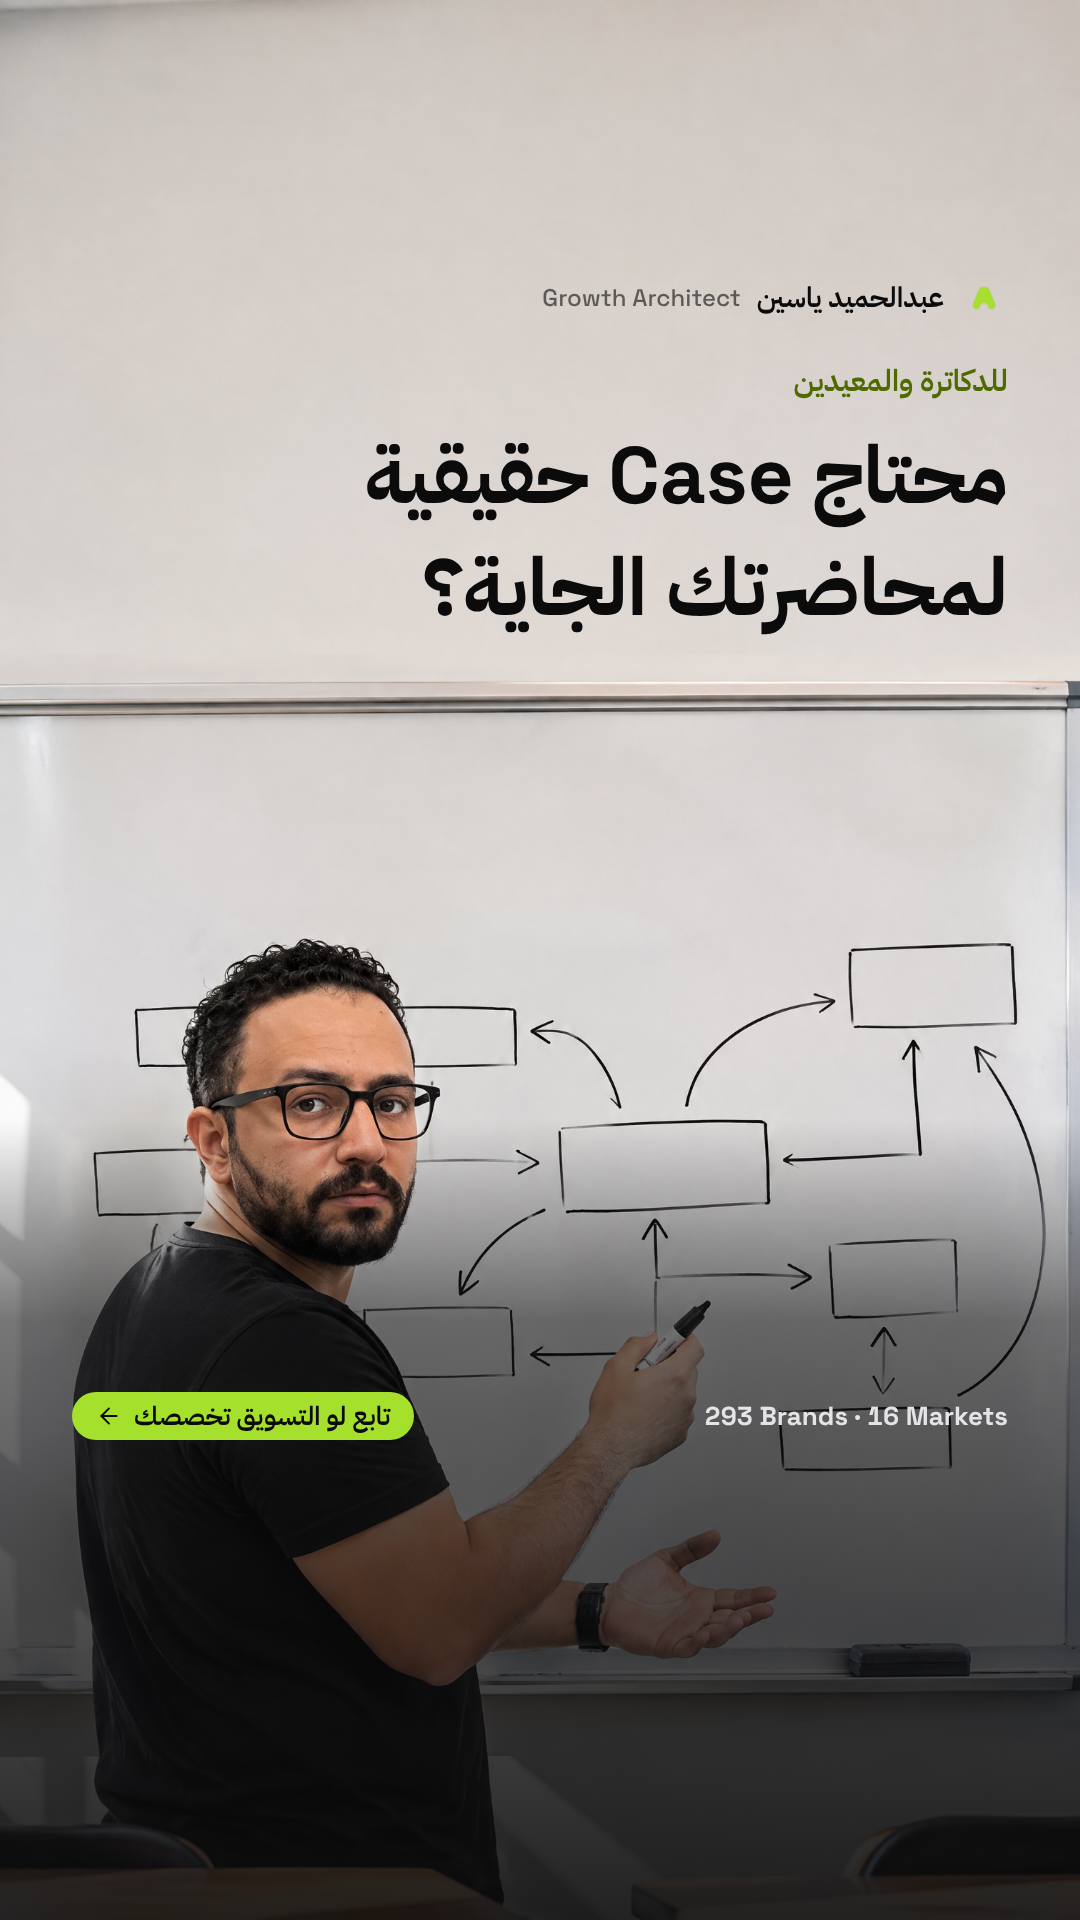 عبدالحميد ياسين Growth Architect
للدكاترة والمعيدين
محتاج Case حقيقية
لمحاضرتك الجاية؟
293 Brands · 16 Markets
تابع لو التسويق تخصصك ←